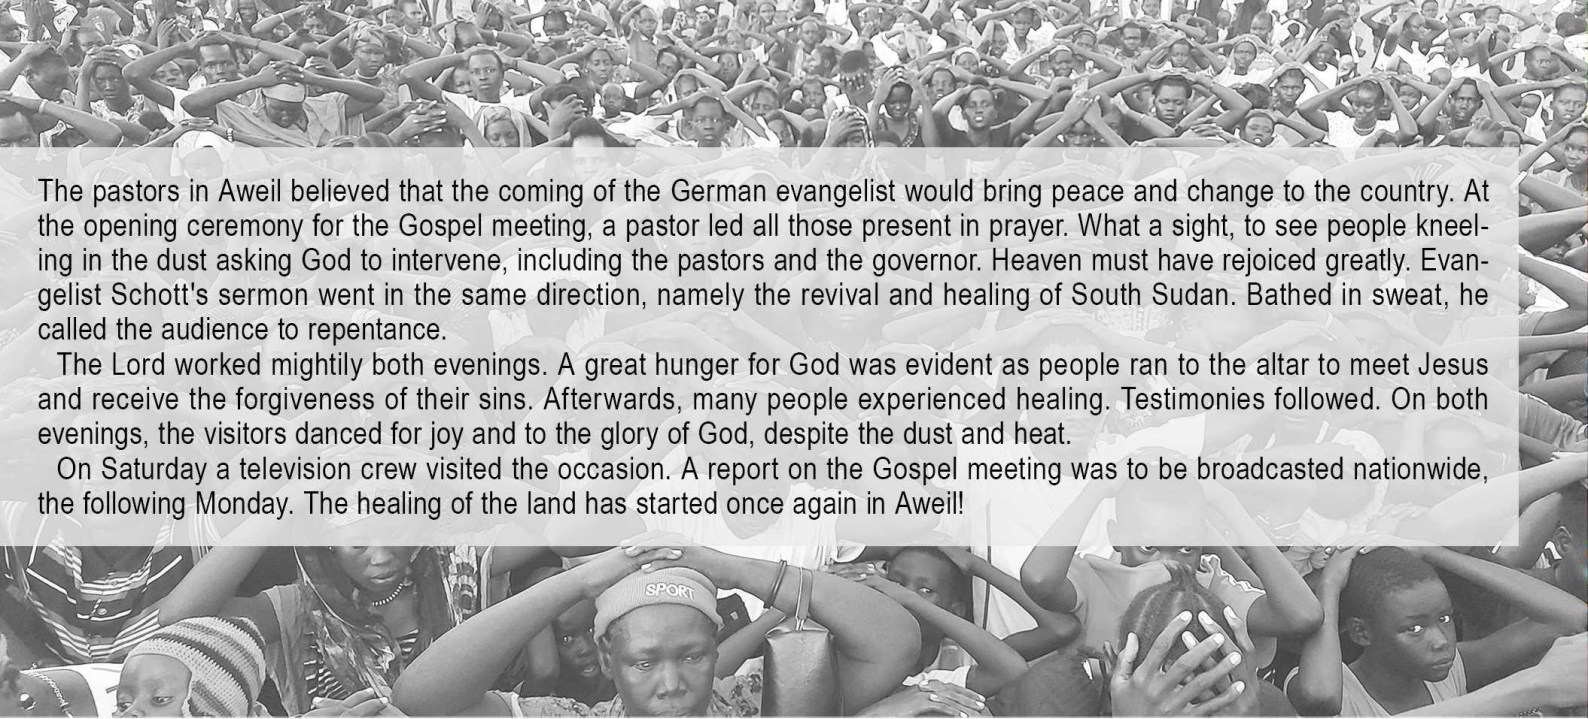 The pastors in Aweil believed that the coming of the German evangelist would bring peace and change to the country. At
the opening ceremony for the Gospel meeting, a pastor led all those present in prayer. What a sight, to see people kneel-
ing in the dust asking God to intervene, including the pastors and the governor. Heaven must have rejoiced greatly. Evan-
gelist Schott's sermon went in the same direction, namely the revival and healing of South Sudan. Bathed in sweat, he
called the audience to repentance.
The Lord worked mightily both evenings. A great hunger for God was evident as people ran to the altar to meet Jesus
and receive the forgiveness of their sins. Afterwards, many people experienced healing. Testimonies followed. On both
evenings, the visitors danced for joy and to the glory of God, despite the dust and heat.
On Saturday a television crew visited the occasion. A report on the Gospel meeting was to be broadcasted nationwide,
the following Monday. The healing of the land has started once again in Aweil!
SPORT